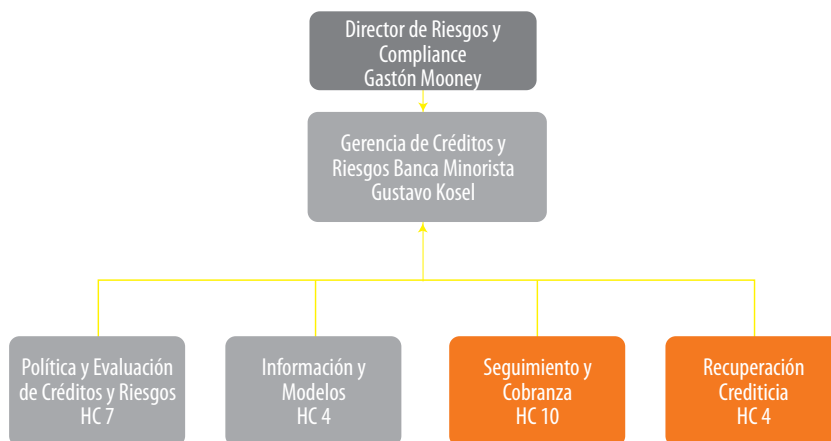 Director de Riesgos y
Compliance
Gastón Mooney
Gerencia de Créditos y
Riesgos Banca Minorista
Gustavo Kosel
Política y Evaluación
de Créditos y Riesgos
HC 7
Información y
Modelos
HC 4
Seguimiento y
Cobranza
HC 10
Recuperación
Crediticia
HC 4